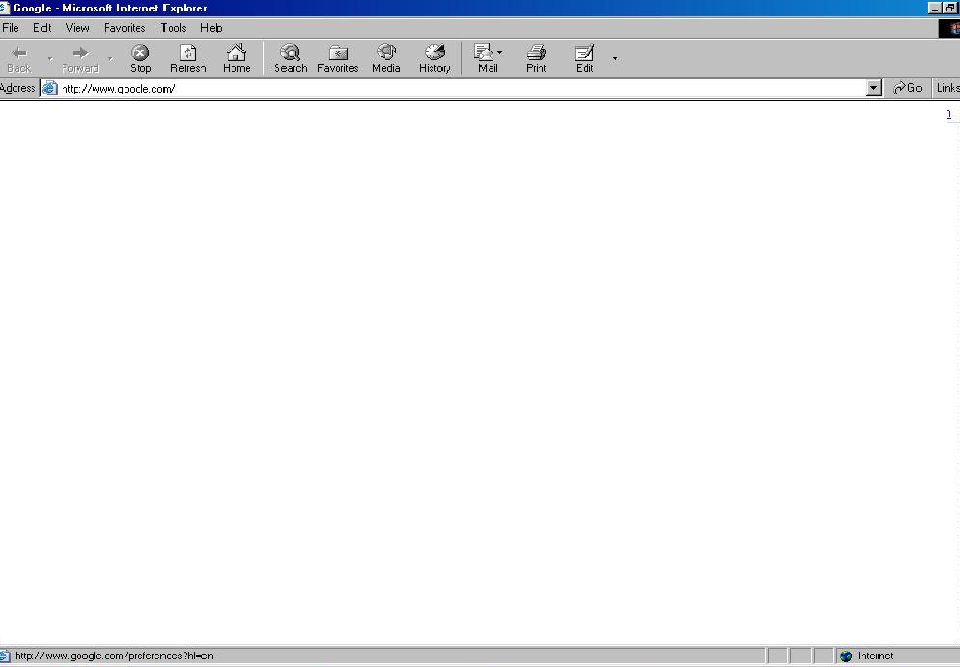 Google - Microsoft Internet Explorer
File Edit View Favorites Tools Help
Back Forward Stop Refresh Home Search Favorites Media History Mail Print Edit
Address http://www.google.com/ Go Links
http://www.google.com/preferences?hl=en Internet